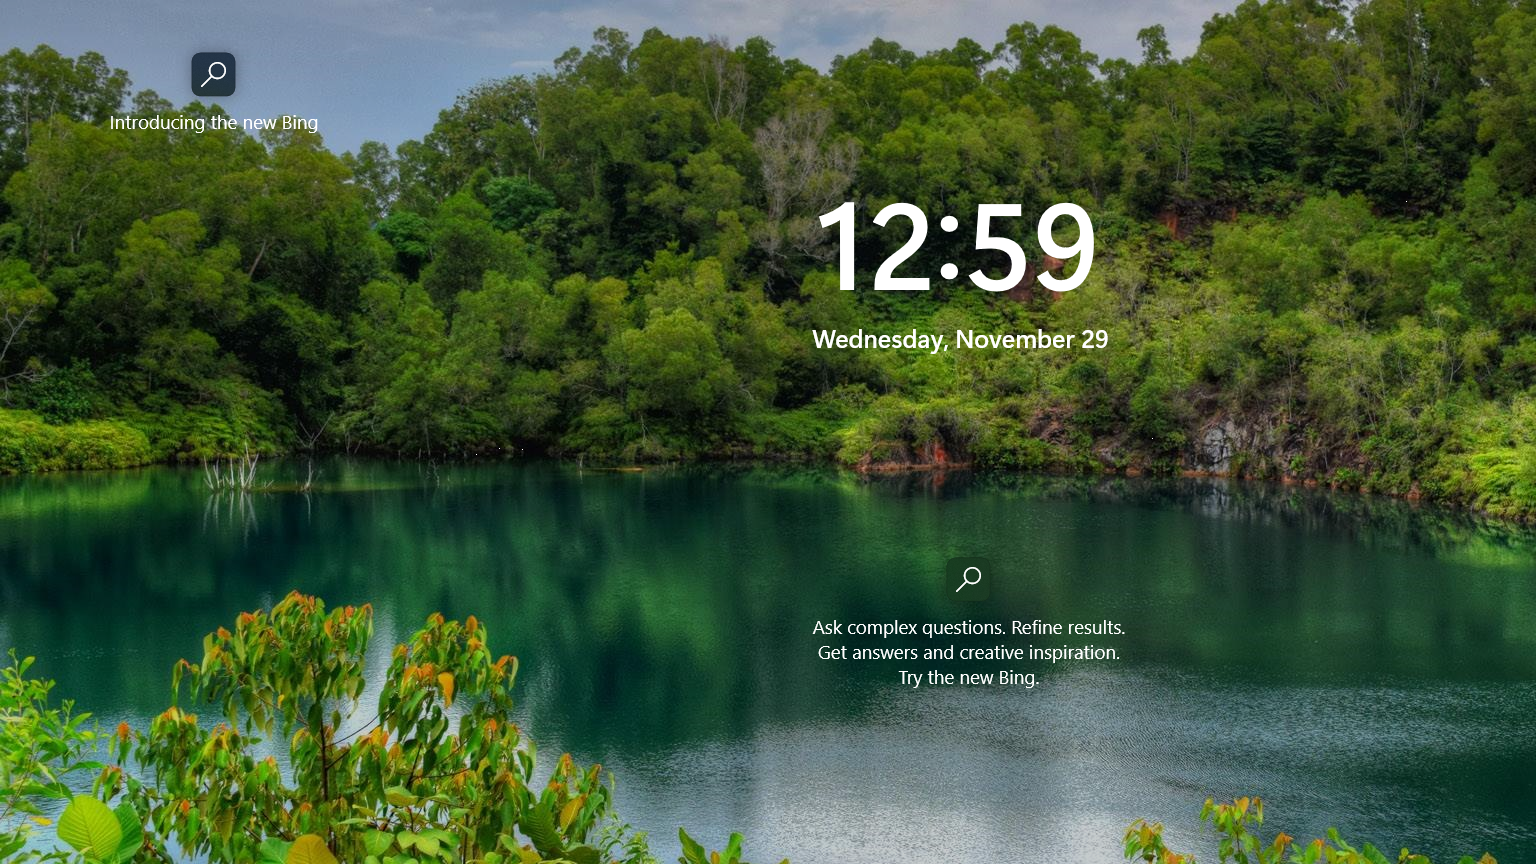 Introducing the new Bing
12:59
Wednesday, November 29
Ask complex questions. Refine results.
Get answers and creative inspiration.
Try the new Bing.